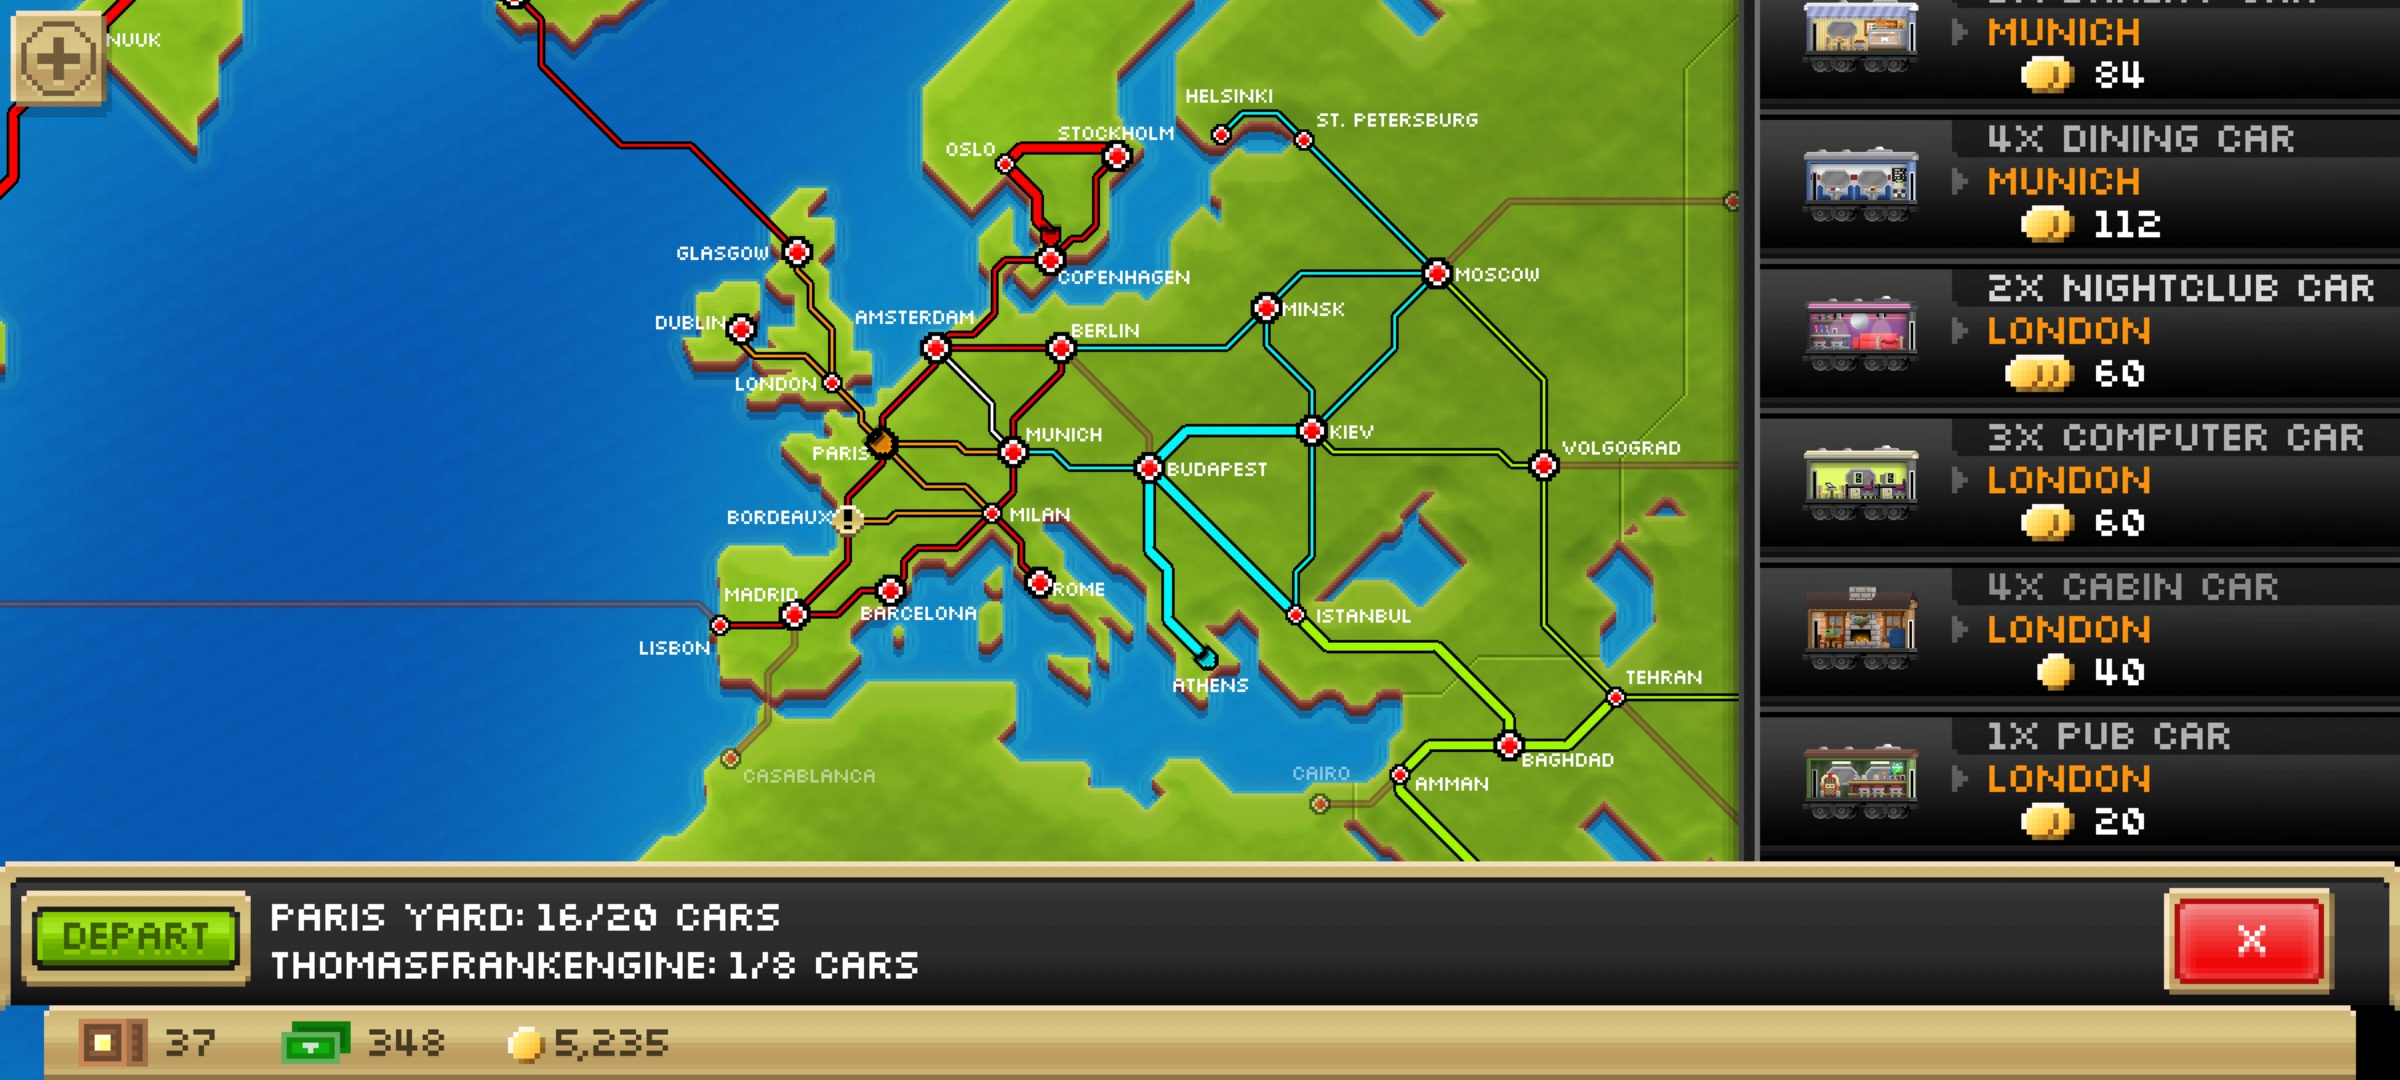 NUUK
HELSINKI
ST. PETERSBURG
STOCKHOLM
OSLO
GLASGOW
COPENHAGEN
MOSCOW
AMSTERDAM
DUBLIN
BERLIN
MINSK
LONDON
MUNICH
KIEV
VOLGOGRAD
PARIS
BUDAPEST
BORDEAUX
MILAN
MADRID
ROME
BARCELONA
ISTANBUL
LISBON
ATHENS
TEHRAN
CASABLANCA
CAIRO
BAGHDAD
AMMAN
MUNICH
84
4X DINING CAR
MUNICH
112
2X NIGHTCLUB CAR
LONDON
60
3X COMPUTER CAR
LONDON
60
4X CABIN CAR
LONDON
40
1X PUB CAR
LONDON
20
DEPART
PARIS YARD: 16/20 CARS
THOMASFRANKENGINE: 1/8 CARS
X
37
348
5,235